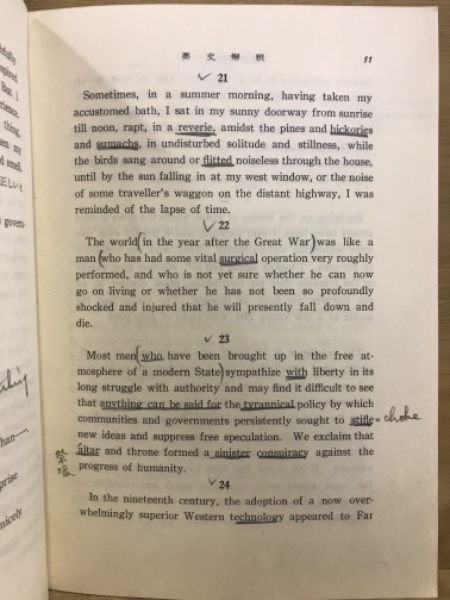 英文解釈 11
21
Sometimes, in a summer morning, having taken my
accustomed bath, I sat in my sunny doorway from sunrise
till noon, rapt, in a reverie, amidst the pines and hickories
and sumachs, in undisturbed solitude and stillness, while
the birds sang around or flitted noiseless through the house,
until by the sun falling in at my west window, or the noise
of some traveller's waggon on the distant highway, I was
reminded of the lapse of time.
22
The world (in the year after the Great War) was like a
man (who has had some vital surgical operation very roughly
performed, and who is not yet sure whether he can now
go on living or whether he has not been so profoundly
shocked and injured that he will presently fall down and
die.
23
Most men (who have been brought up in the free at-
mosphere of a modern State) sympathize with liberty in its
long struggle with authority and may find it difficult to see
that anything can be said for the tyrannical policy by which
communities and governments persistently sought to stifle = choke
new ideas and suppress free speculation. We exclaim that
altar and throne formed a sinister conspiracy against the
progress of humanity.
24
In the nineteenth century, the adoption of a now over-
whelmingly superior Western technology appeared to Far